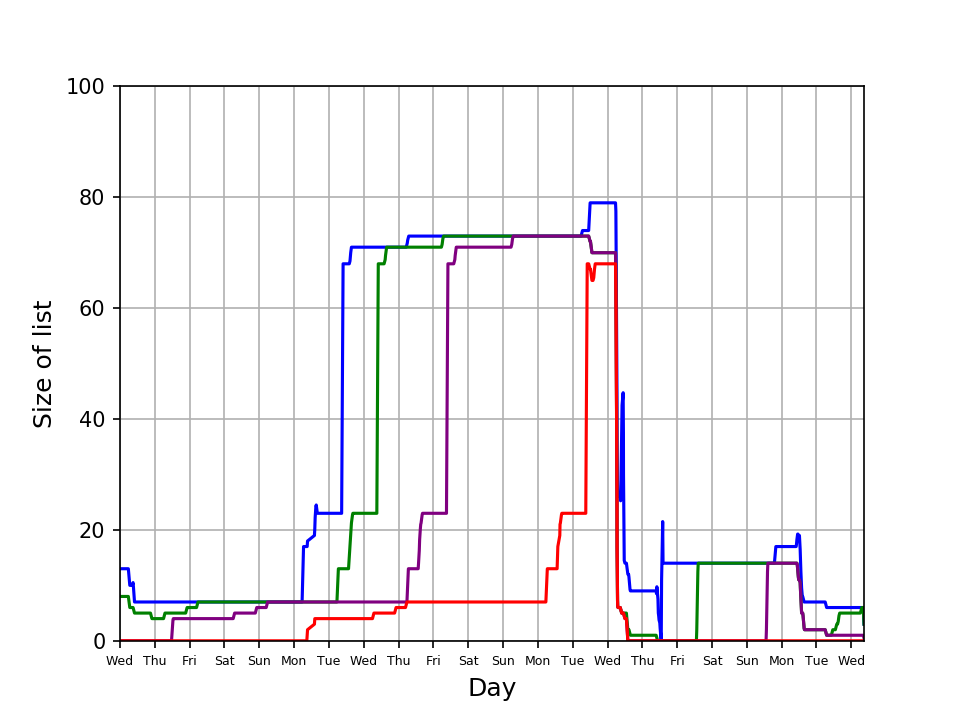 100
80
60
40
20
0
Size of list
Wed Thu Fri Sat Sun Mon Tue Wed Thu Fri Sat Sun Mon Tue Wed Thu Fri Sat Sun Mon Tue Wed
Day